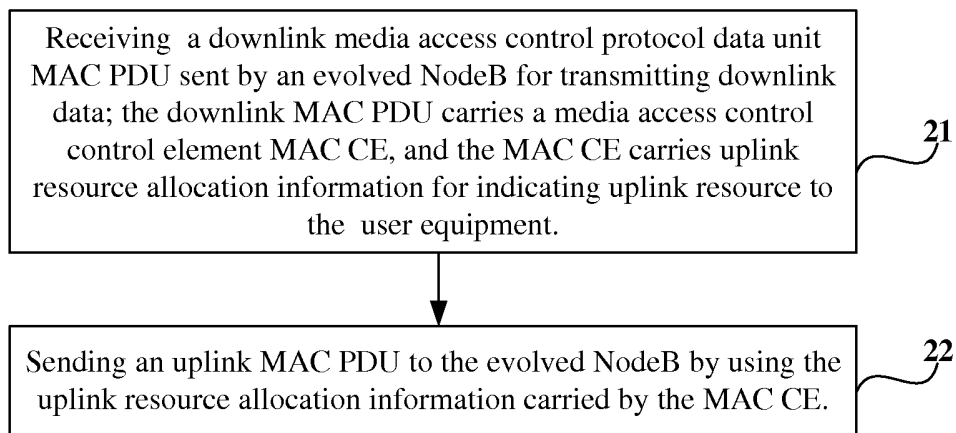 Receiving a downlink media access control protocol data unit
MAC PDU sent by an evolved NodeB for transmitting downlink
data; the downlink MAC PDU carries a media access control
control element MAC CE, and the MAC CE carries uplink
resource allocation information for indicating uplink resource to
the user equipment.
21
Sending an uplink MAC PDU to the evolved NodeB by using the
uplink resource allocation information carried by the MAC CE.
22